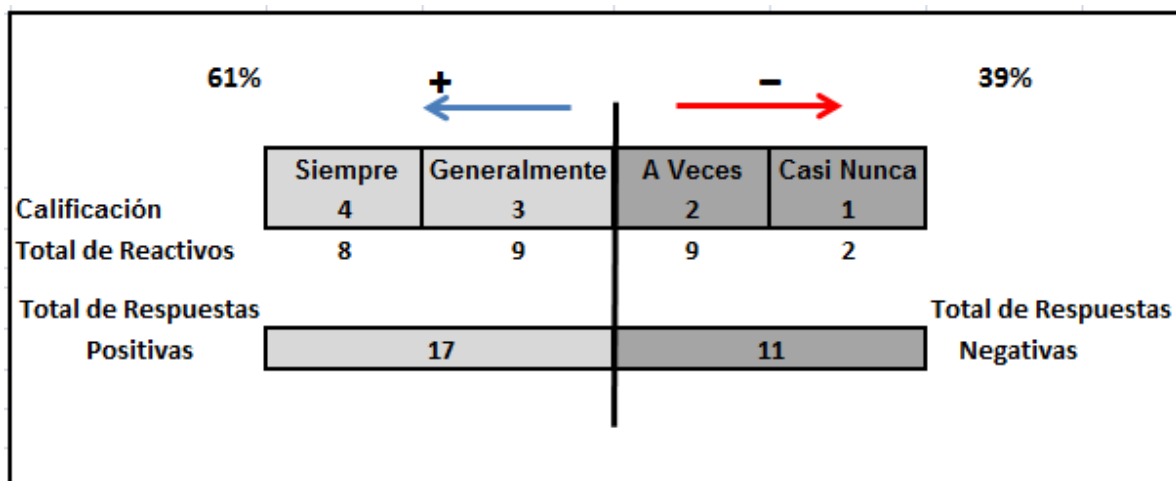 61% + − 39%
Siempre Generalmente A Veces Casi Nunca
Calificación 4 3 2 1
Total de Reactivos 8 9 9 2
Total de Respuestas Total de Respuestas
Positivas 17 11 Negativas